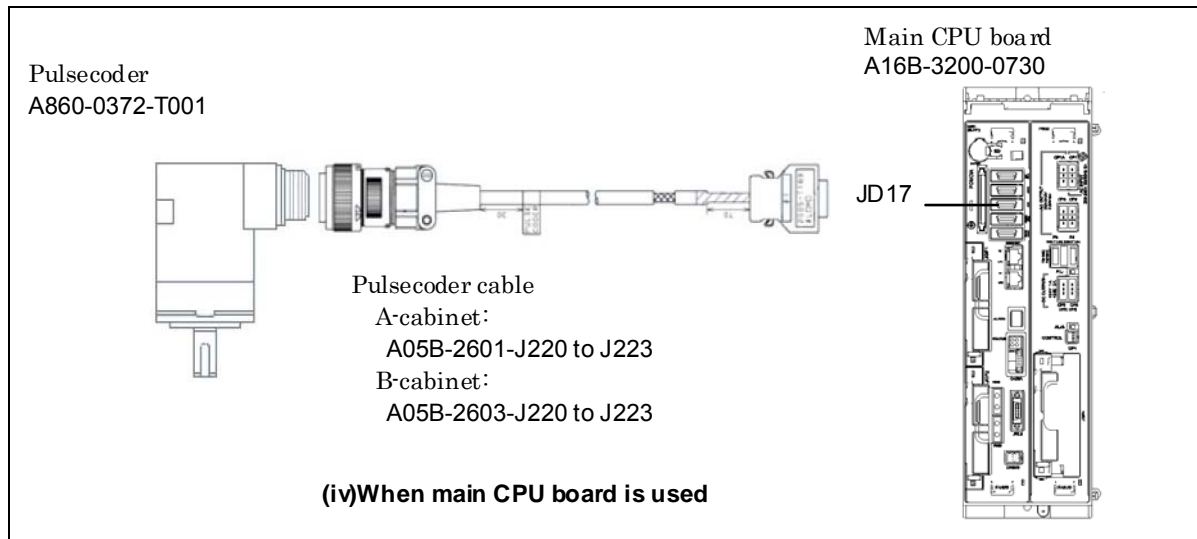 Pulsecoder
A860-0372-T001
Main CPU board
A16B-3200-0730
JD17
Pulsecoder cable
A-cabinet:
A05B-2601-J220 to J223
B-cabinet:
A05B-2603-J220 to J223
(iv)When main CPU board is used